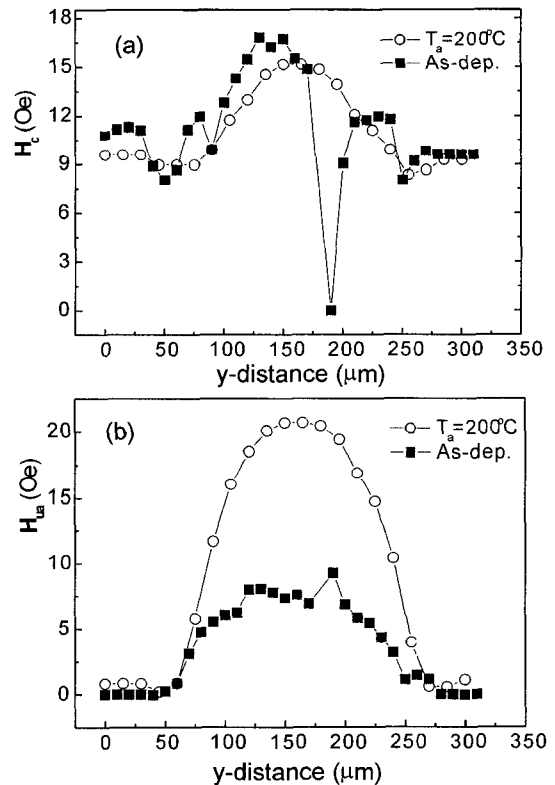 (a)
T_a=200°C
As-dep.
H_c (Oe)
18
15
12
9
6
3
0
0 50 100 150 200 250 300 350
y-distance (μm)
(b)
T_a=200°C
As-dep.
H_ua (Oe)
20
15
10
5
0
0 50 100 150 200 250 300 350
y-distance (μm)